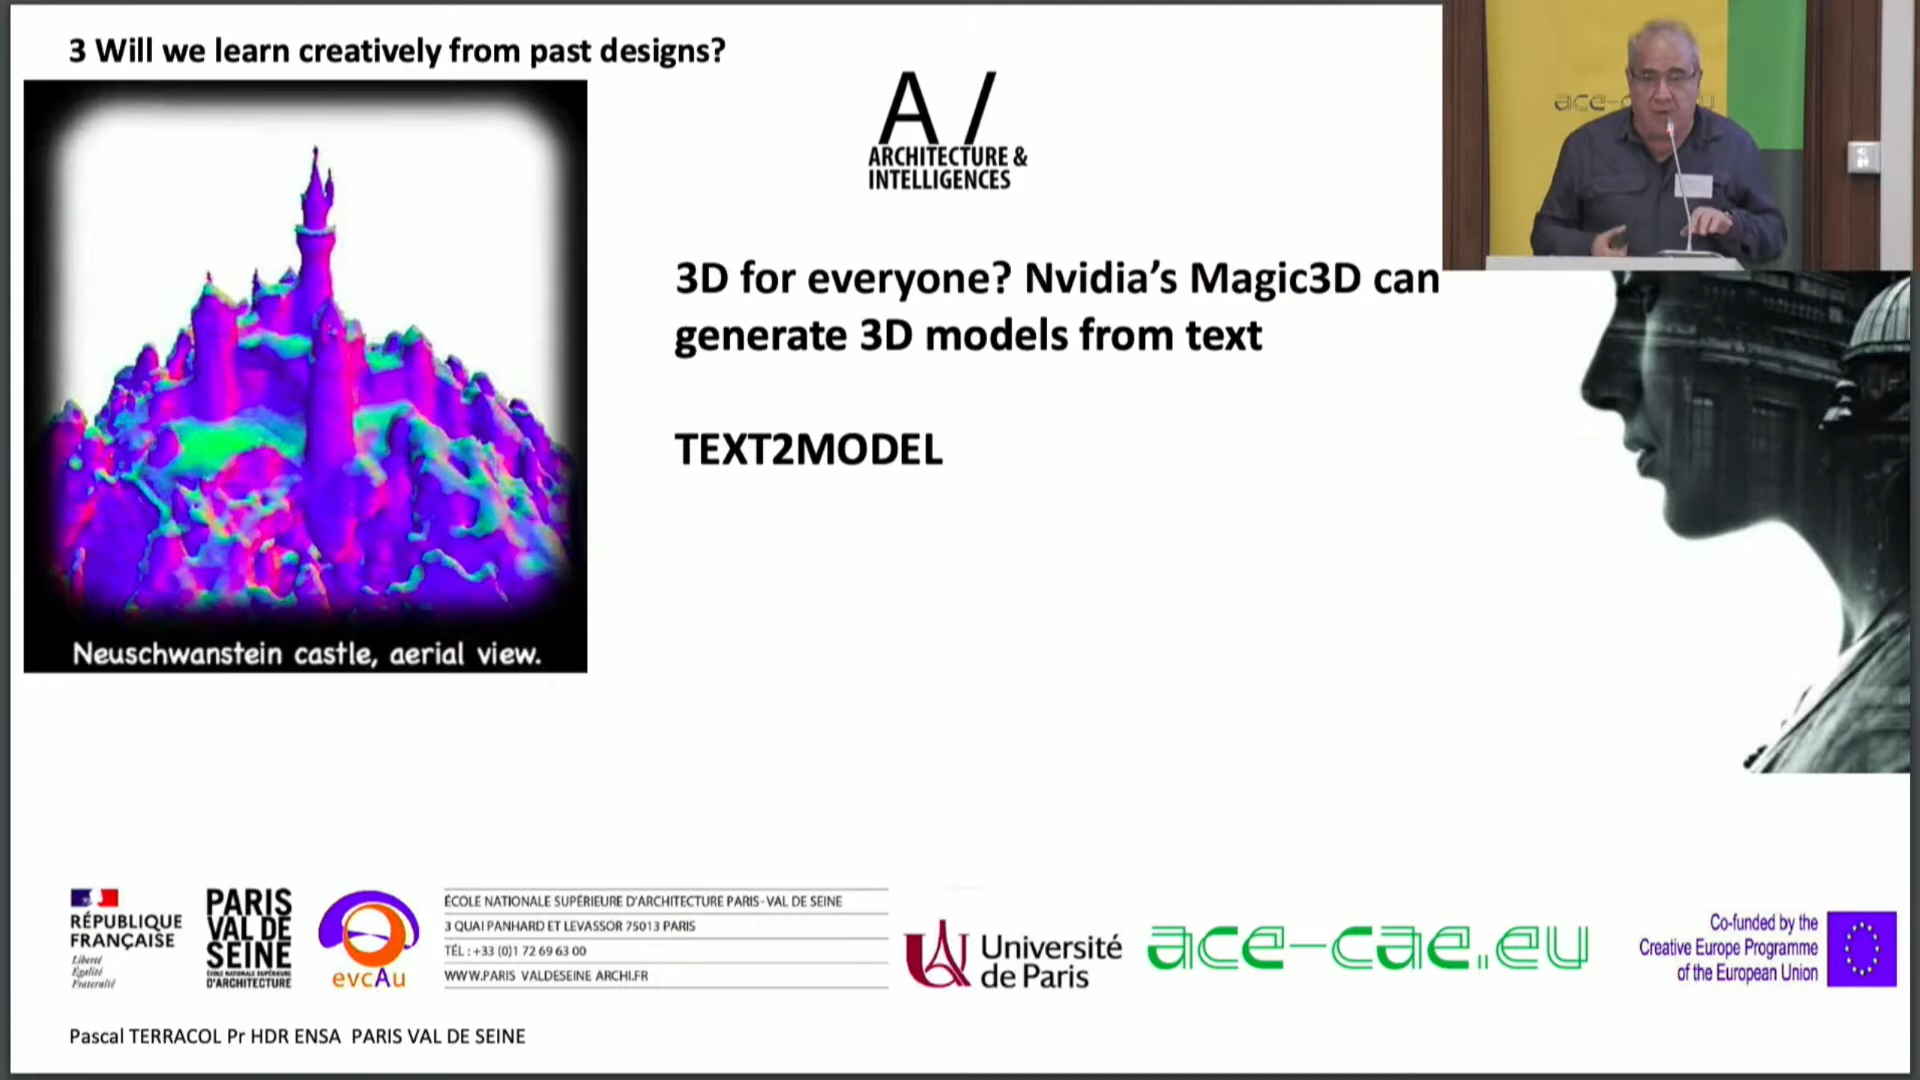 3 Will we learn creatively from past designs?
A /
ARCHITECTURE &
INTELLIGENCES
ace-
3D for everyone? Nvidia’s Magic3D can
generate 3D models from text
TEXT2MODEL
Neuschwanstein castle, aerial view.
RÉPUBLIQUE
FRANÇAISE
Liberté
Égalité
Fraternité
PARIS
VAL DE
SEINE
ÉCOLE NATIONALE SUPÉRIEURE
D'ARCHITECTURE
evcAu
ÉCOLE NATIONALE SUPÉRIEURE D'ARCHITECTURE PARIS - VAL DE SEINE
3 QUAI PANHARD ET LEVASSOR 75013 PARIS
TÉL : +33 (0)1 72 69 63 00
WWW.PARIS VALDESEINE ARCHI.FR
Université
de Paris
ace-cae.eu
Co-funded by the
Creative Europe Programme
of the European Union
Pascal TERRACOL Pr HDR ENSA PARIS VAL DE SEINE